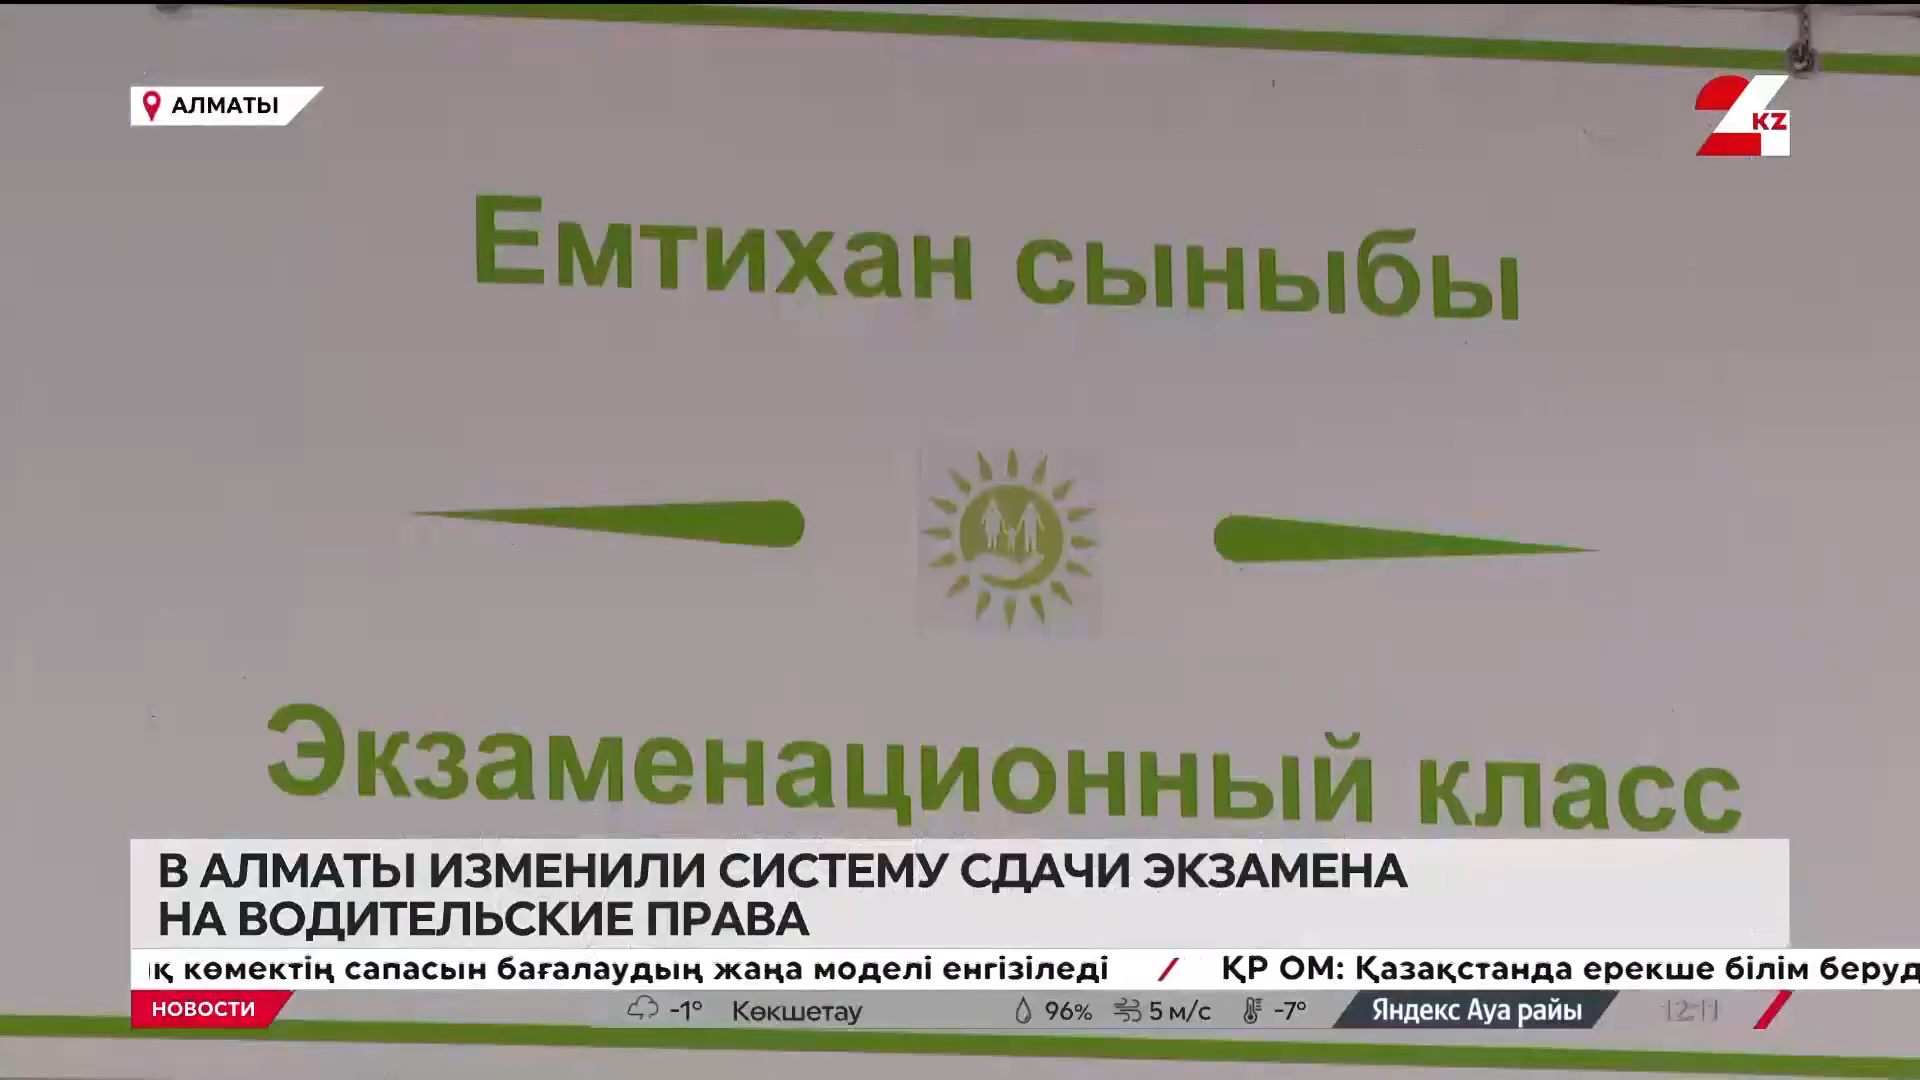 АЛМАТЫ
24 KZ
Емтихан сыныбы
Экзаменационный класс
В АЛМАТЫ ИЗМЕНИЛИ СИСТЕМУ СДАЧИ ЭКЗАМЕНА
НА ВОДИТЕЛЬСКИЕ ПРАВА
қ көмектің сапасын бағалаудың жаңа моделі енгізіледі / ҚР ОМ: Қазақстанда ерекше білім беруд
НОВОСТИ -1° Көкшетау 96% 5 м/с -7° Яндекс Ауа райы 12:11